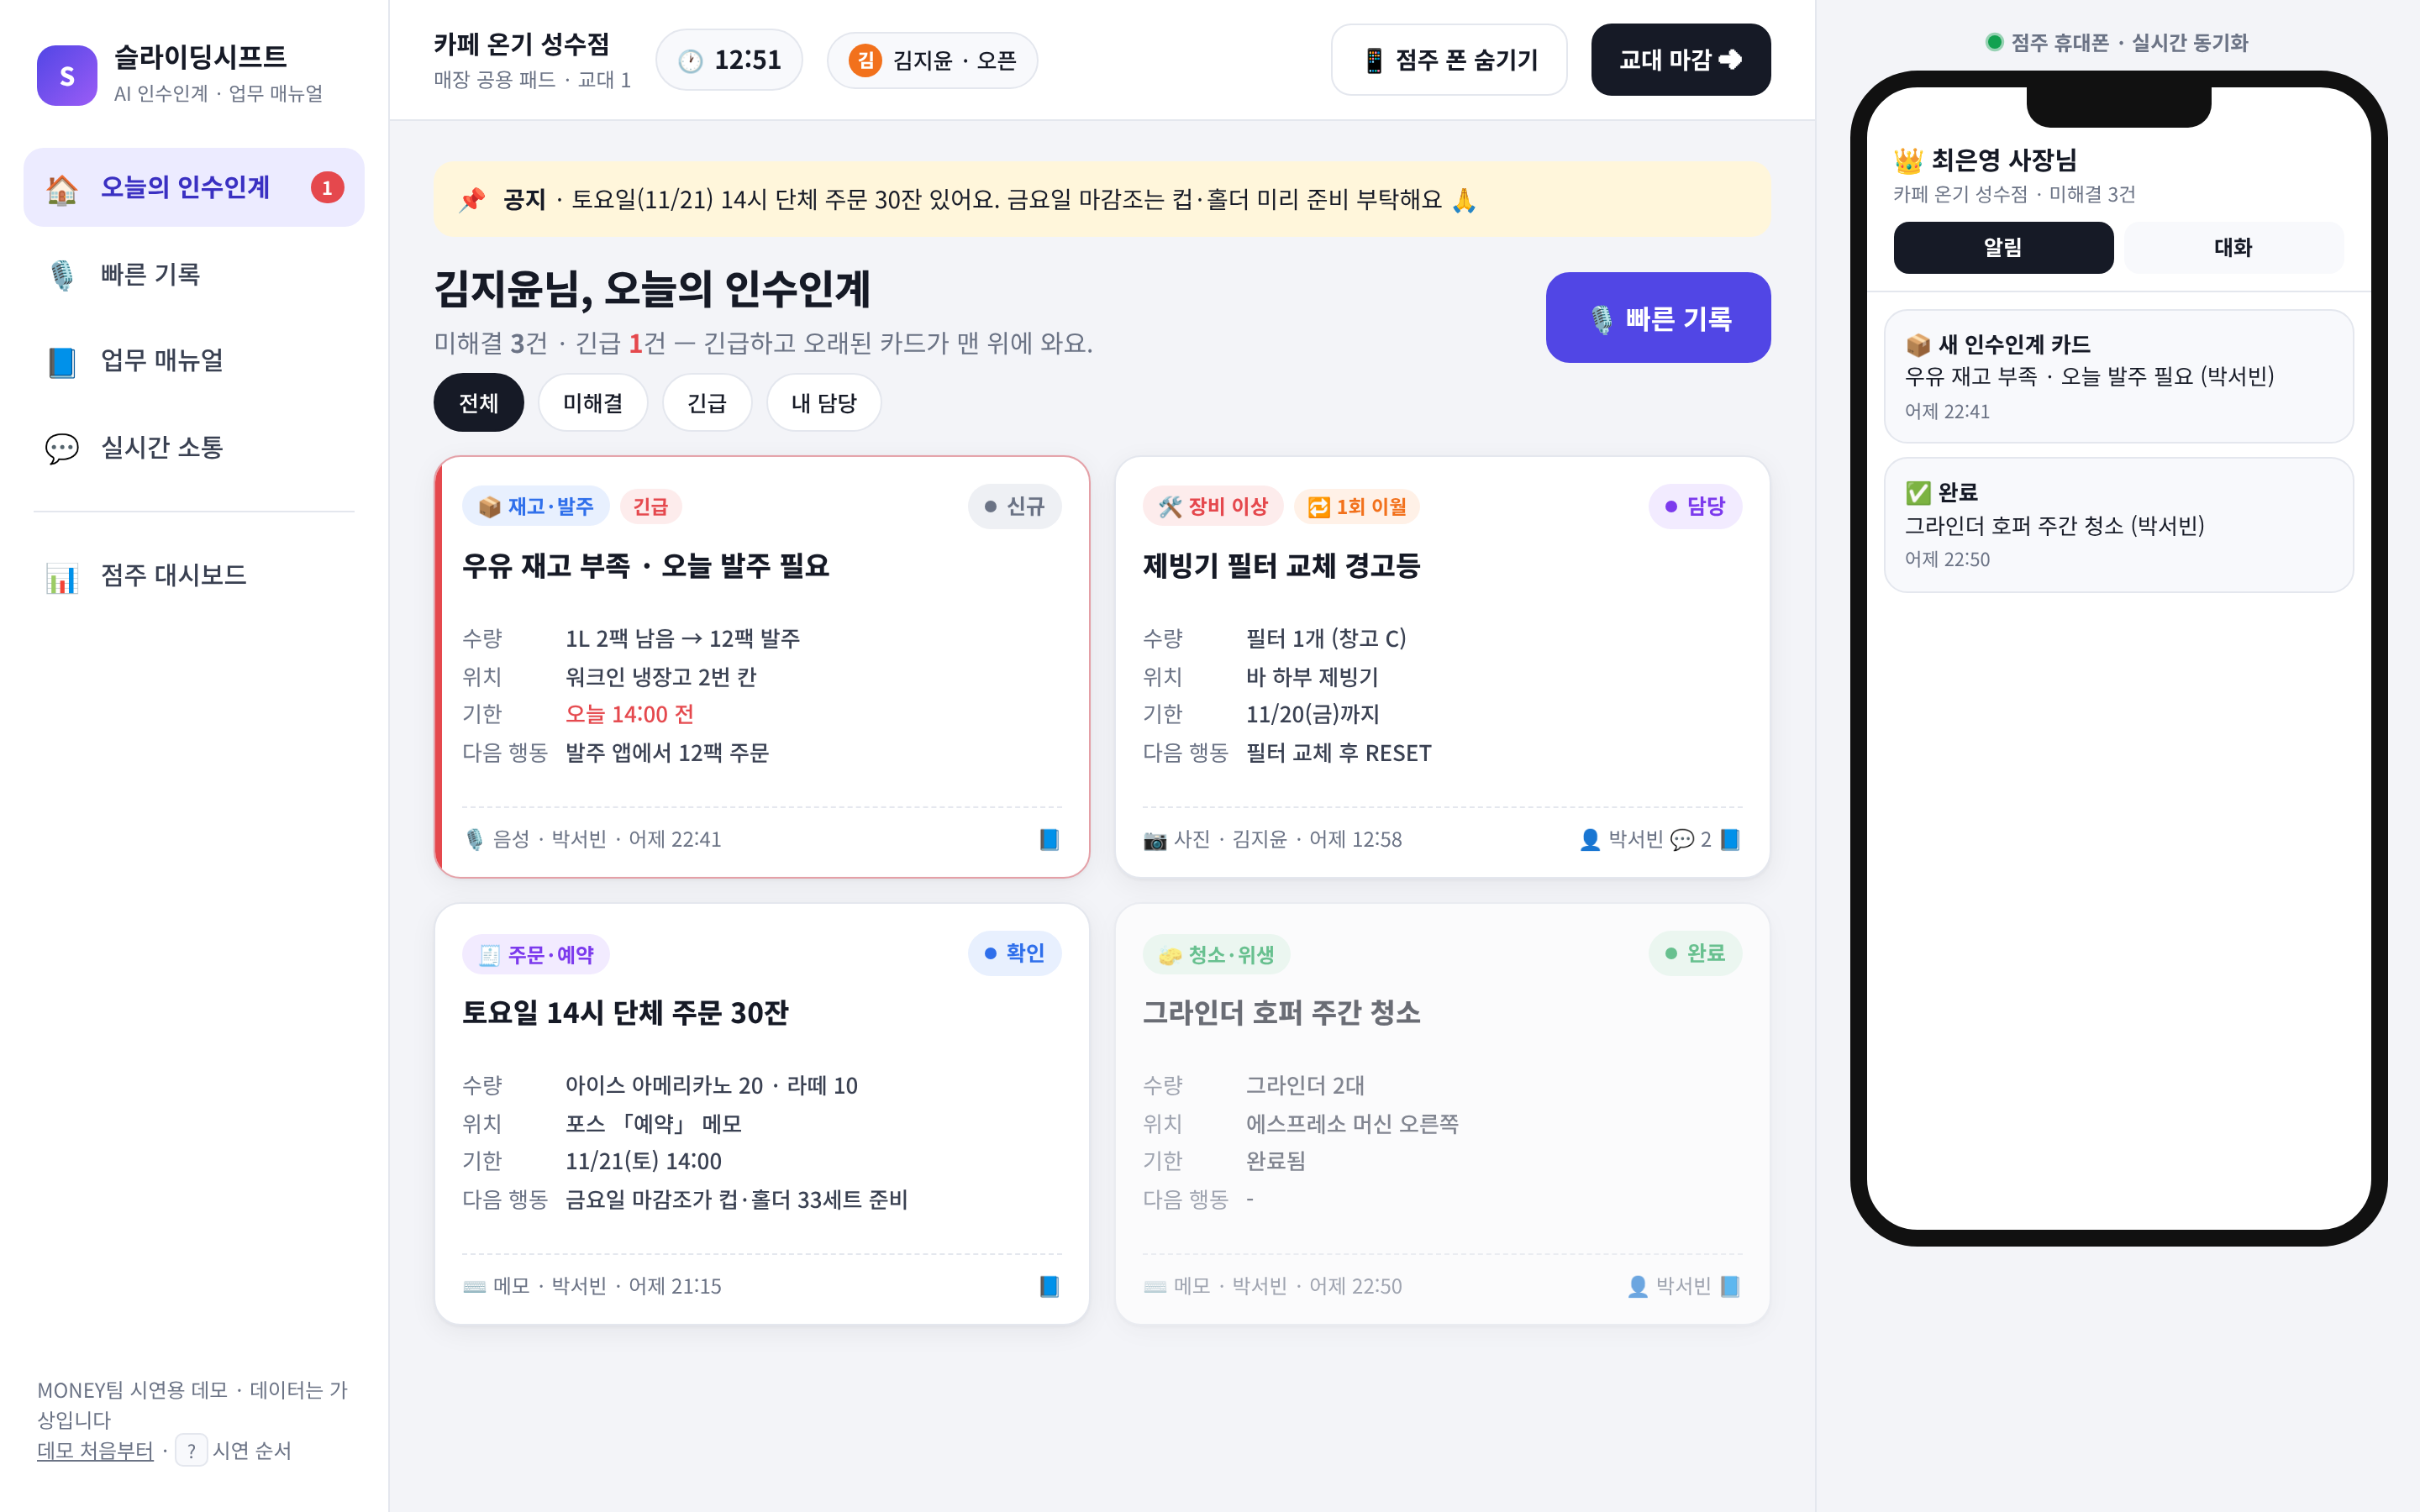 S
슬라이딩시프트
AI 인수인계 · 업무 매뉴얼
🏠 오늘의 인수인계 1
🎙️ 빠른 기록
📘 업무 매뉴얼
💬 실시간 소통
📊 점주 대시보드
MONEY팀 시연용 데모 · 데이터는 가
상입니다
데모 처음부터 · ? 시연 순서
카페 온기 성수점
매장 공용 패드 · 교대 1
🕐 12:51
김 김지윤 · 오픈
📱 점주 폰 숨기기
교대 마감 →
📌 공지 · 토요일(11/21) 14시 단체 주문 30잔 있어요. 금요일 마감조는 컵·홀더 미리 준비 부탁해요 🙏
김지윤님, 오늘의 인수인계
미해결 3건 · 긴급 1건 — 긴급하고 오래된 카드가 맨 위에 와요.
🎙️ 빠른 기록
전체 미해결 긴급 내 담당
📦 재고·발주 긴급 신규
우유 재고 부족 · 오늘 발주 필요
수량 1L 2팩 남음 → 12팩 발주
위치 워크인 냉장고 2번 칸
기한 오늘 14:00 전
다음 행동 발주 앱에서 12팩 주문
🎙️ 음성 · 박서빈 · 어제 22:41 📘
🛠️ 장비 이상 🔁 1회 이월 담당
제빙기 필터 교체 경고등
수량 필터 1개 (창고 C)
위치 바 하부 제빙기
기한 11/20(금)까지
다음 행동 필터 교체 후 RESET
📷 사진 · 김지윤 · 어제 12:58 👤 박서빈 💬 2 📘
🧾 주문·예약 확인
토요일 14시 단체 주문 30잔
수량 아이스 아메리카노 20 · 라떼 10
위치 포스 「예약」 메모
기한 11/21(토) 14:00
다음 행동 금요일 마감조가 컵·홀더 33세트 준비
⌨️ 메모 · 박서빈 · 어제 21:15 📘
🧽 청소·위생 완료
그라인더 호퍼 주간 청소
수량 그라인더 2대
위치 에스프레소 머신 오른쪽
기한 완료됨
다음 행동 -
⌨️ 메모 · 박서빈 · 어제 22:50 👤 박서빈 📘
점주 휴대폰 · 실시간 동기화
👑 최은영 사장님
카페 온기 성수점 · 미해결 3건
알림 대화
📦 새 인수인계 카드
우유 재고 부족 · 오늘 발주 필요 (박서빈)
어제 22:41
✅ 완료
그라인더 호퍼 주간 청소 (박서빈)
어제 22:50